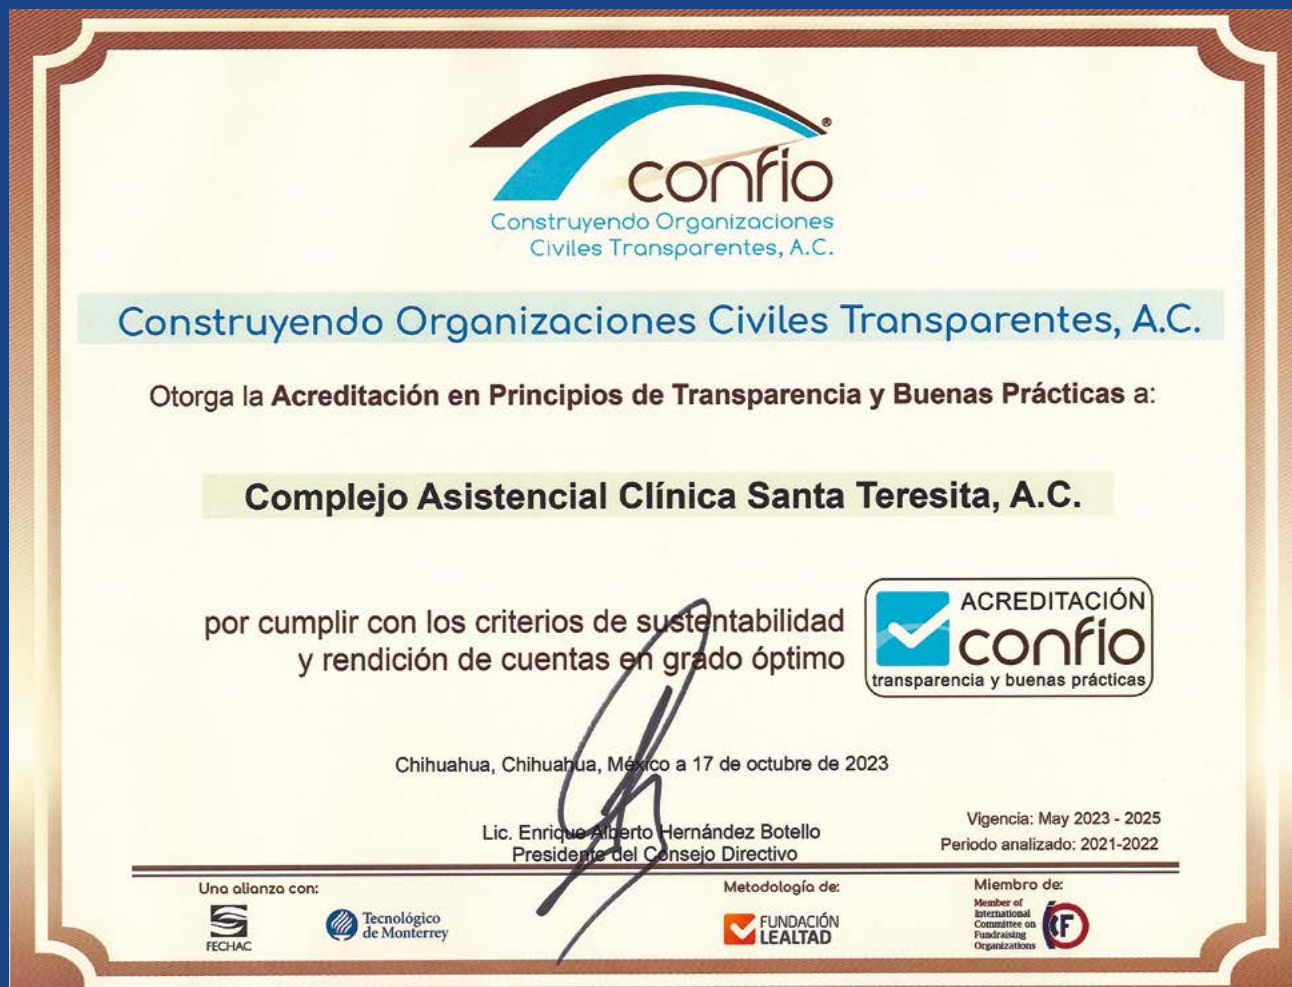 confío®
Construyendo Organizaciones
Civiles Transparentes, A.C.
Construyendo Organizaciones Civiles Transparentes, A.C.
Otorga la Acreditación en Principios de Transparencia y Buenas Prácticas a:
Complejo Asistencial Clínica Santa Teresita, A.C.
por cumplir con los criterios de sustentabilidad
y rendición de cuentas en grado óptimo
ACREDITACIÓN
confío
transparencia y buenas prácticas
Chihuahua, Chihuahua, México a 17 de octubre de 2023
Lic. Enrique Alberto Hernández Botello
Presidente del Consejo Directivo
Vigencia: May 2023 - 2025
Periodo analizado: 2021-2022
Una alianza con:
FECHAC
Tecnológico
de Monterrey
Metodología de:
FUNDACIÓN
LEALTAD
Miembro de:
Member of
International
Committee on
Fundraising
Organizations
ICF